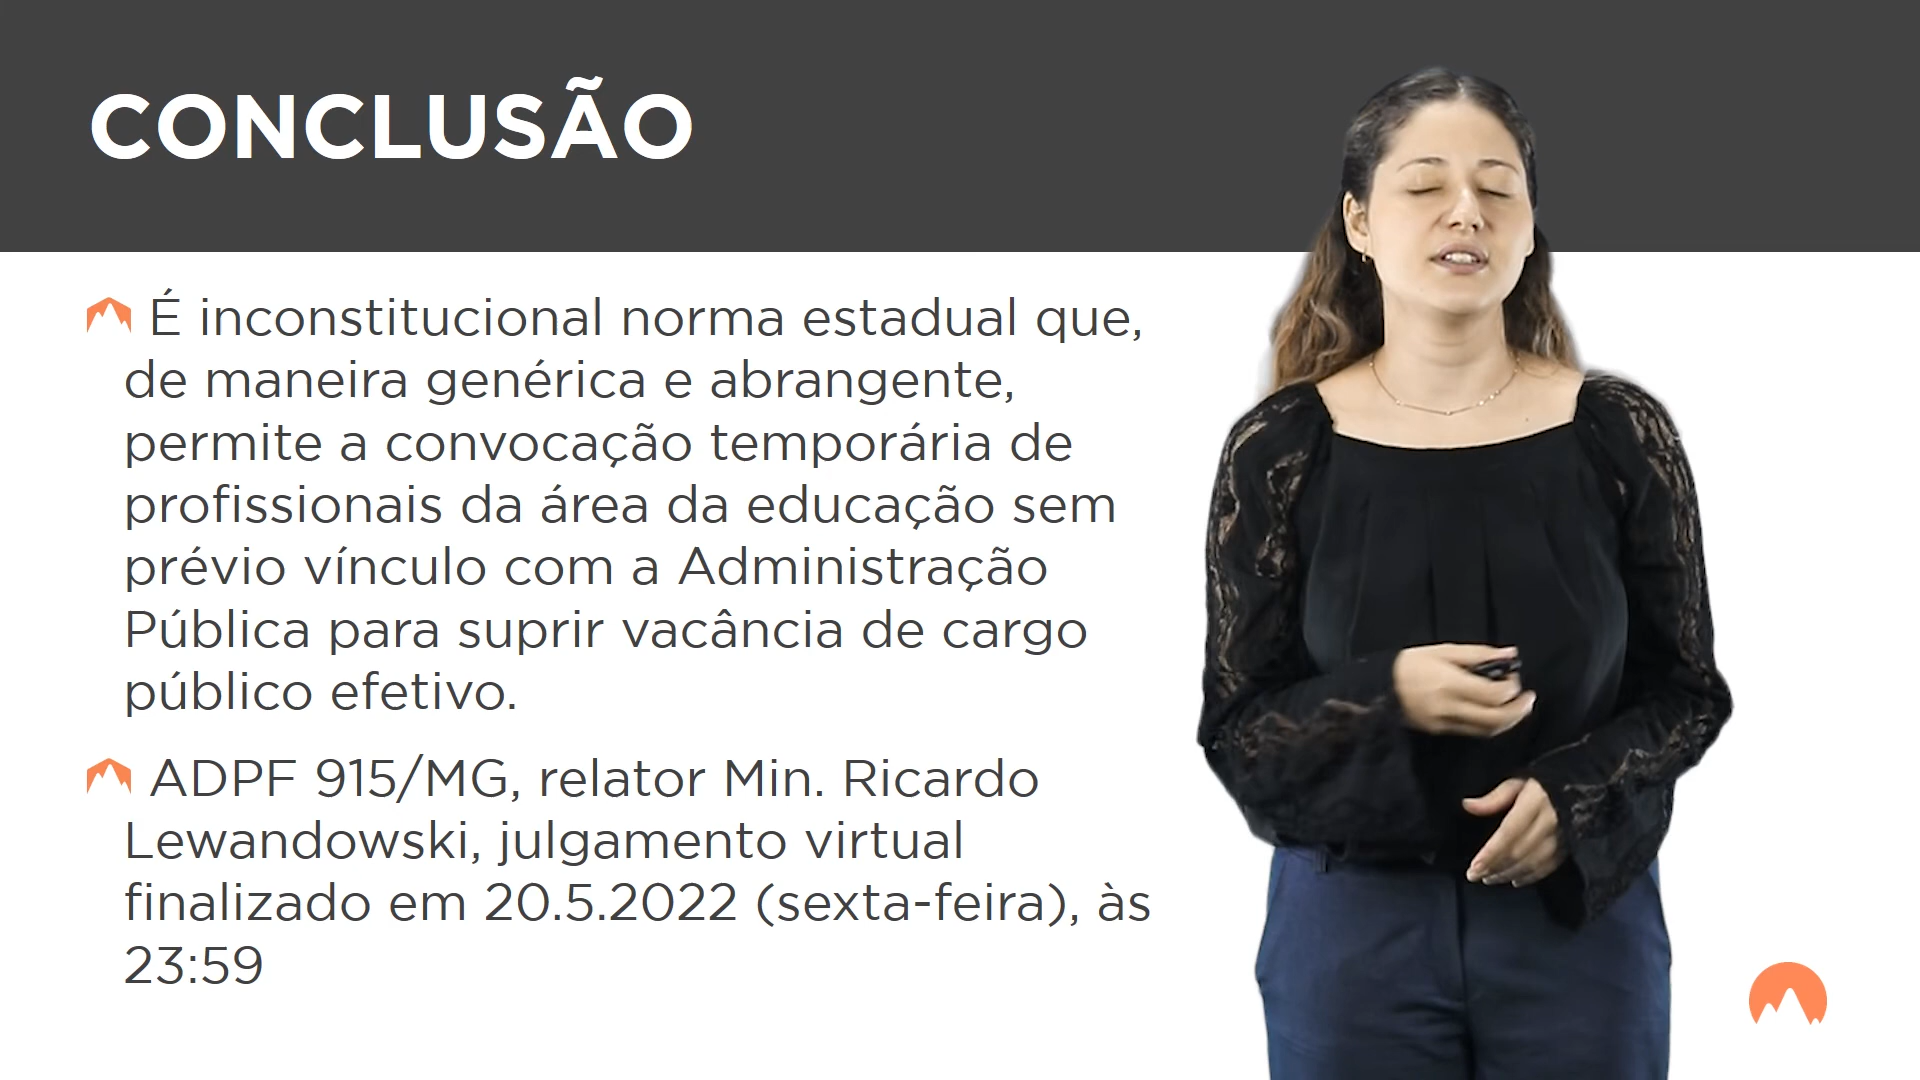 CONCLUSÃO
É inconstitucional norma estadual que,
de maneira genérica e abrangente,
permite a convocação temporária de
profissionais da área da educação sem
prévio vínculo com a Administração
Pública para suprir vacância de cargo
público efetivo.
ADPF 915/MG, relator Min. Ricardo
Lewandowski, julgamento virtual
finalizado em 20.5.2022 (sexta-feira), às
23:59